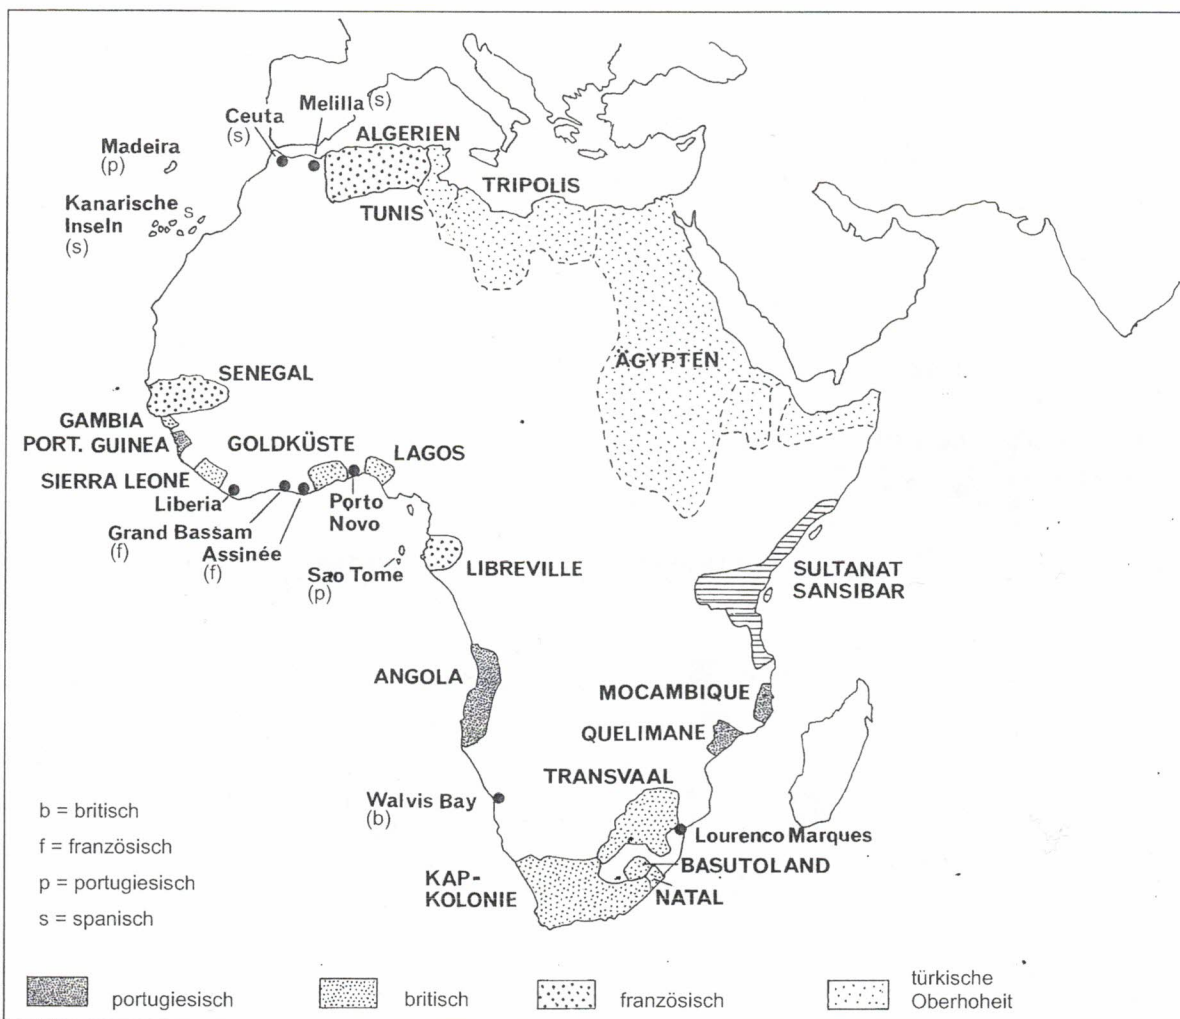 Melilla (s)
Ceuta
(s)
ALGERIEN
Madeira
(p)
TRIPOLIS
Kanarische
Inseln
(s)
s
TUNIS
ÄGYPTEN
SENEGAL
GAMBIA
PORT. GUINEA
GOLDKÜSTE
LAGOS
SIERRA LEONE
Liberia
Porto
Novo
Grand Bassam
(f)
Assinée
(f)
Sao Tome
(p)
LIBREVILLE
SULTANAT
SANSIBAR
ANGOLA
MOCAMBIQUE
QUELIMANE
TRANSVAAL
Walvis Bay
(b)
Lourenco Marques
BASUTOLAND
KAP-
KOLONIE
NATAL
b = britisch
f = französisch
p = portugiesisch
s = spanisch
portugiesisch
britisch
französisch
türkische
Oberhoheit